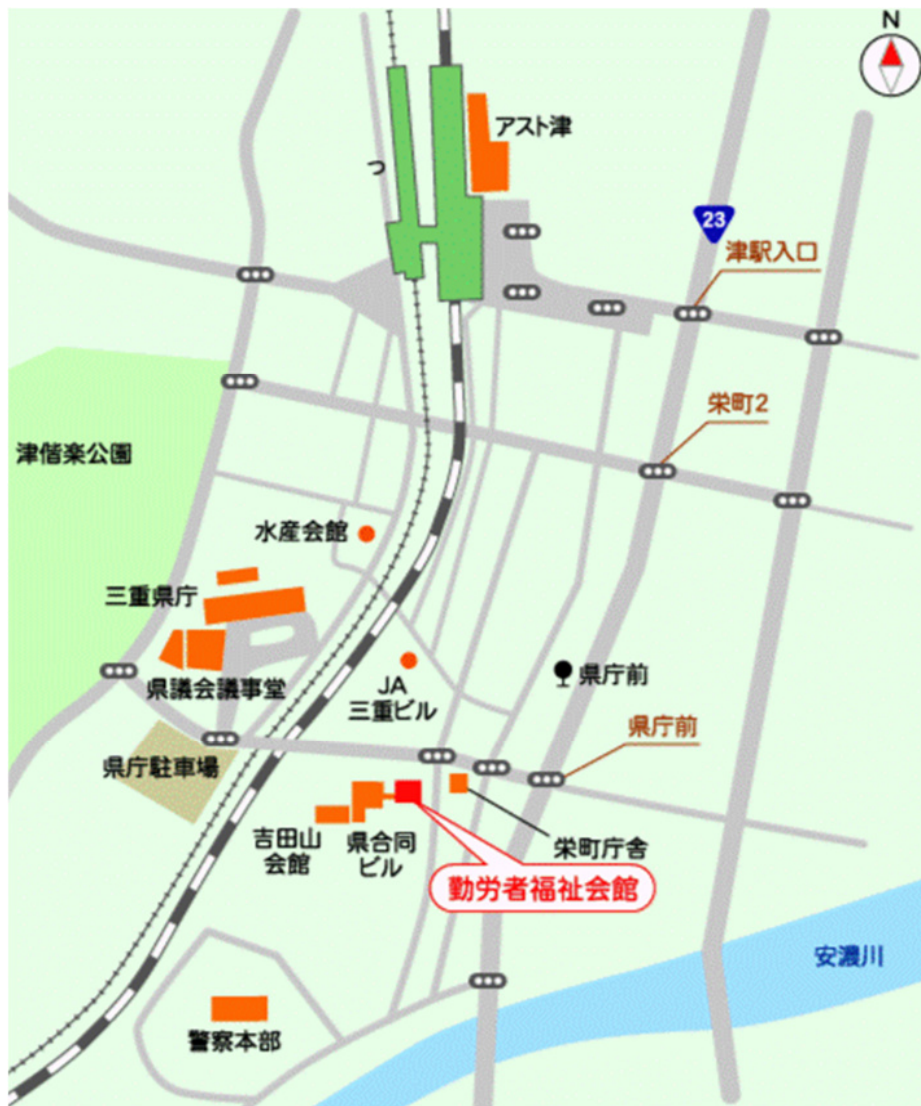 N
アスト津
つ
23
津駅入口
栄町2
津偕楽公園
水産会館
三重県庁
県議会議事堂
JA
三重ビル
県庁前
県庁前
県庁駐車場
吉田山
会館
県合同
ビル
栄町庁舎
勤労者福祉会館
安濃川
警察本部